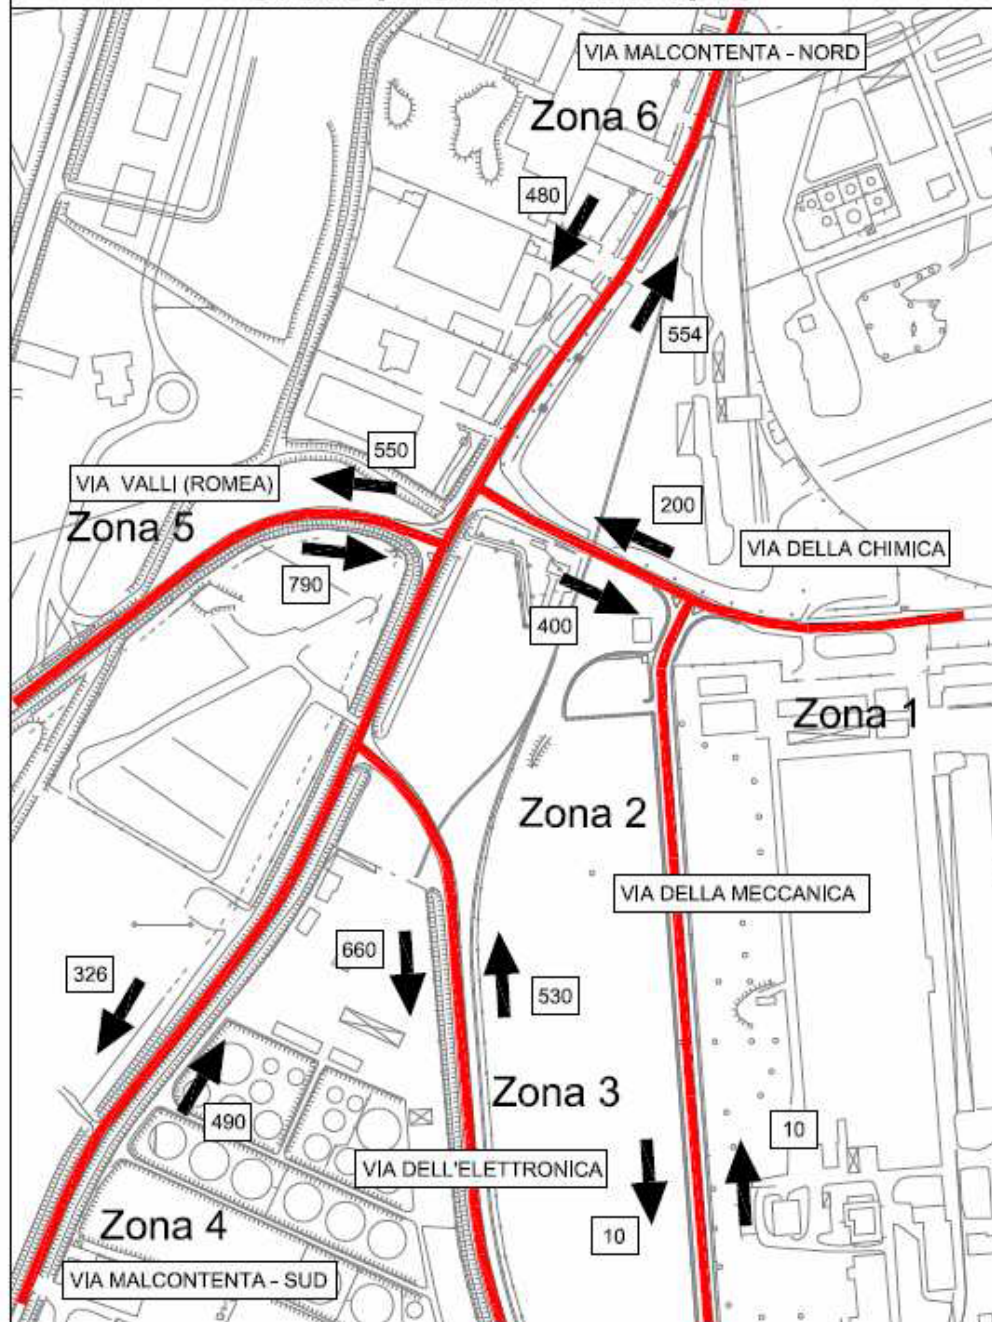 VIA MALCONTENTA - NORD
Zona 6
480
554
550
VIA VALLI (ROMEA)
Zona 5
200
VIA DELLA CHIMICA
790
400
Zona 1
Zona 2
VIA DELLA MECCANICA
660
326
530
Zona 3
490
10
VIA DELL'ELETTRONICA
Zona 4
10
VIA MALCONTENTA - SUD